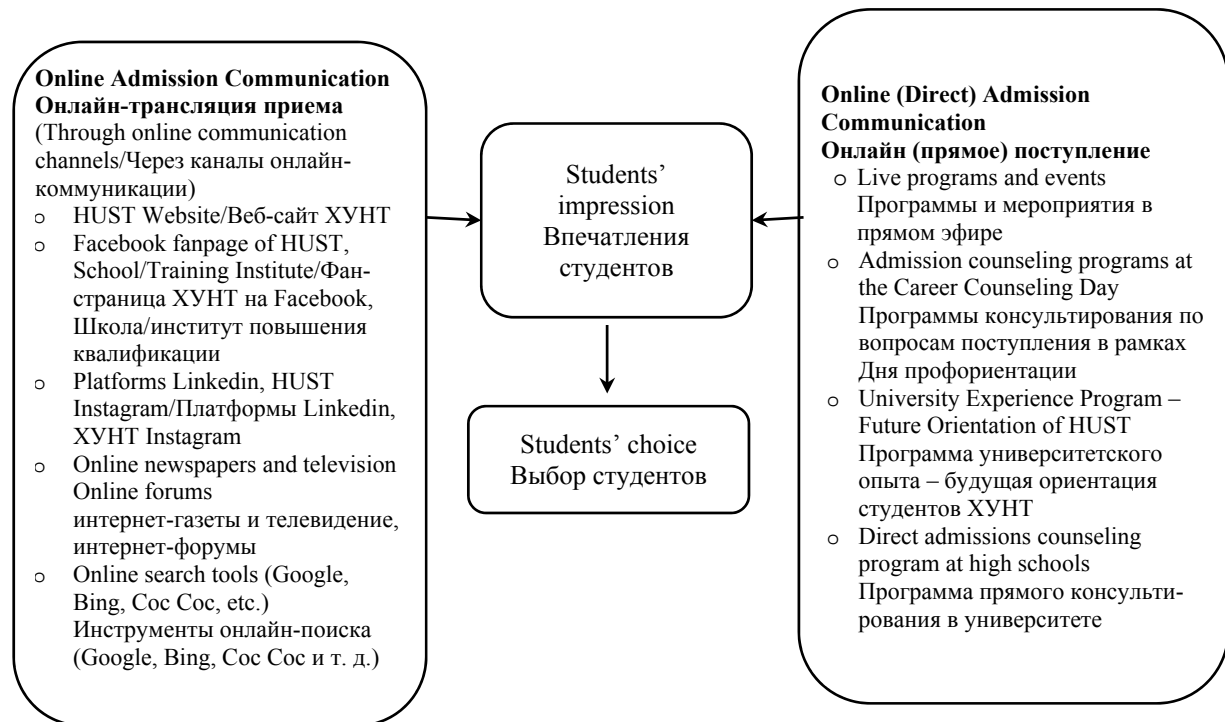 Online Admission Communication
Онлайн-трансляция приема
(Through online communication
channels/Через каналы онлайн-
коммуникации)
o HUST Website/Веб-сайт ХУНТ
o Facebook fanpage of HUST,
School/Training Institute/Фан-
страница ХУНТ на Facebook,
Школа/институт повышения
квалификации
o Platforms Linkedin, HUST
Instagram/Платформы Linkedin,
ХУНТ Instagram
o Online newspapers and television
Online forums
интернет-газеты и телевидение,
интернет-форумы
o Online search tools (Google,
Bing, Coc Coc, etc.)
Инструменты онлайн-поиска
(Google, Bing, Coc Coc и т. д.)
Students’
impression
Впечатления
студентов
Students’ choice
Выбор студентов
Online (Direct) Admission
Communication
Онлайн (прямое) поступление
o Live programs and events
Программы и мероприятия в
прямом эфире
o Admission counseling programs at
the Career Counseling Day
Программы консультирования по
вопросам поступления в рамках
Дня профориентации
o University Experience Program –
Future Orientation of HUST
Программа университетского
опыта – будущая ориентация
студентов ХУНТ
o Direct admissions counseling
program at high schools
Программа прямого консульти-
рования в университете